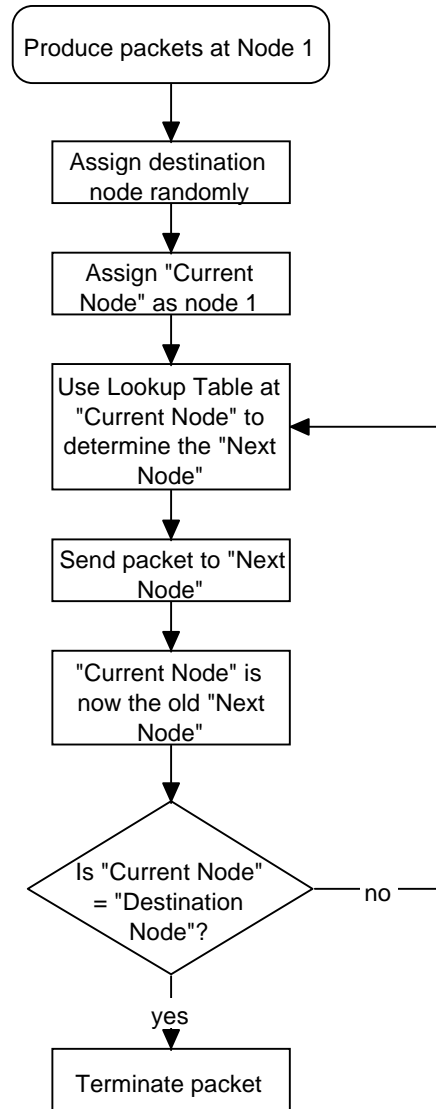 Produce packets at Node 1
Assign destination
node randomly
Assign "Current
Node" as node 1
Use Lookup Table at
"Current Node" to
determine the "Next
Node"
Send packet to "Next
Node"
"Current Node" is
now the old "Next
Node"
Is "Current Node"
= "Destination
Node"?
no
yes
Terminate packet